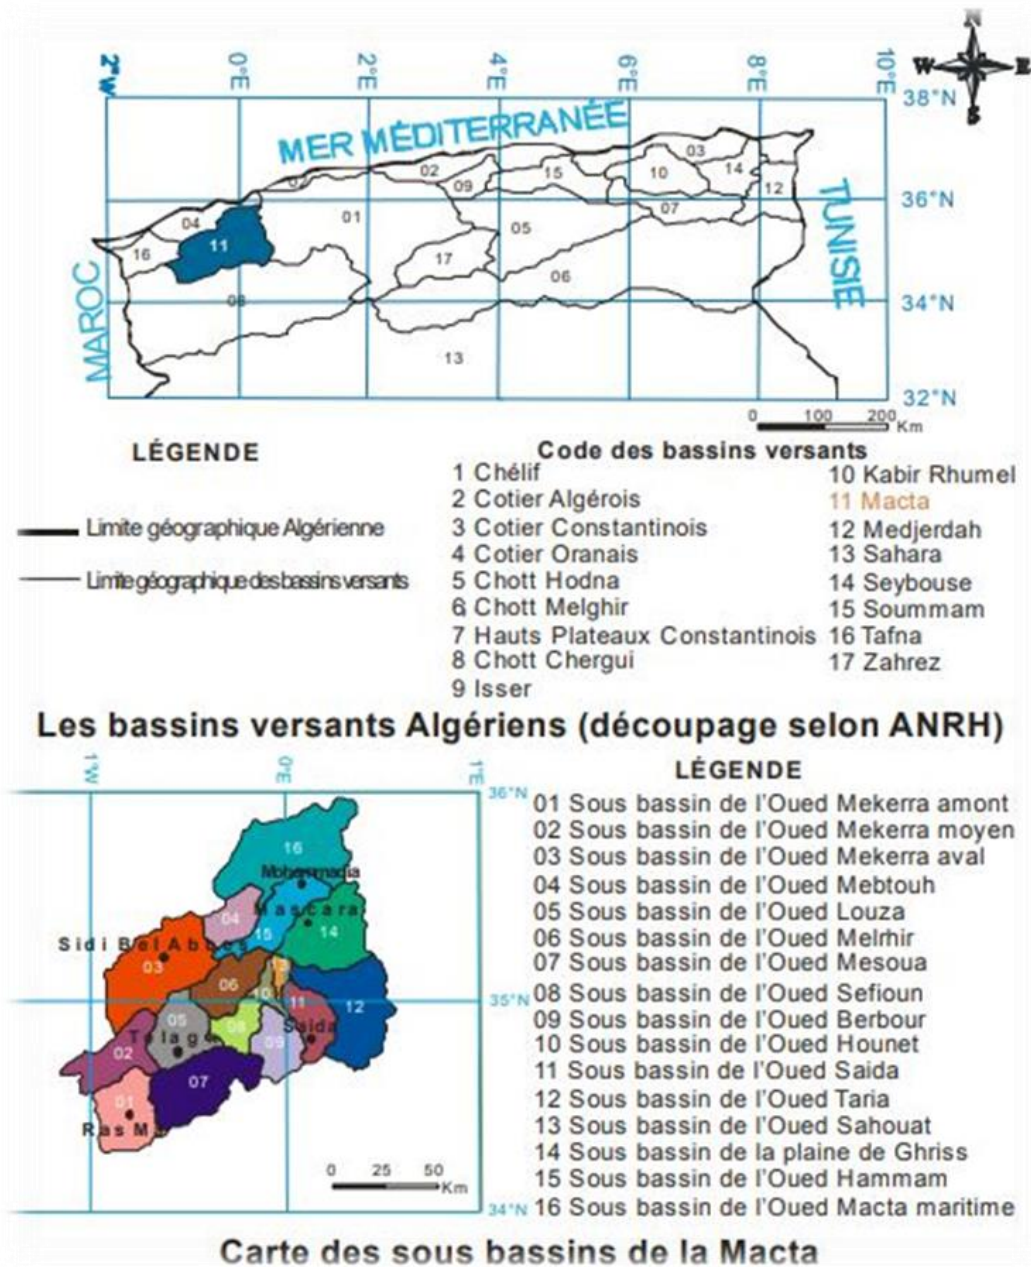 N
W E
S
2°W 0°E 2°E 4°E 6°E 8°E 10°E
38°N
MER MÉDITERRANÉE
03
02 15 10 14
09 12
36°N
07
04 01 05
11
16 17
06
TUNISIE
MAROC
08
34°N
13
32°N
0 100 200
Km
LÉGENDE
Limite géographique Algérienne
Limite géographique des bassins versants
Code des bassins versants
1 Chélif
2 Cotier Algérois
3 Cotier Constantinois
4 Cotier Oranais
5 Chott Hodna
6 Chott Melghir
7 Hauts Plateaux Constantinois
8 Chott Chergui
9 Isser
10 Kabir Rhumel
11 Macta
12 Medjerdah
13 Sahara
14 Seybouse
15 Soummam
16 Tafna
17 Zahrez
Les bassins versants Algériens (découpage selon ANRH)
1°W 0°E 1°E
36°N
16
Mohammadia
Mascara
04
15 14
Sidi Bel Abbes
03
13
06
10
35°N
11 12
05
08
Saida
Telagh
09
02
07
01
Ras M
0 25 50
Km
34°N
LÉGENDE
01 Sous bassin de l'Oued Mekerra amont
02 Sous bassin de l'Oued Mekerra moyen
03 Sous bassin de l'Oued Mekerra aval
04 Sous bassin de l'Oued Mebtouh
05 Sous bassin de l'Oued Louza
06 Sous bassin de l'Oued Melrhir
07 Sous bassin de l'Oued Mesoua
08 Sous bassin de l'Oued Sefioun
09 Sous bassin de l'Oued Berbour
10 Sous bassin de l'Oued Hounet
11 Sous bassin de l'Oued Saida
12 Sous bassin de l'Oued Taria
13 Sous bassin de l'Oued Sahouat
14 Sous bassin de la plaine de Ghriss
15 Sous bassin de l'Oued Hammam
16 Sous bassin de l'Oued Macta maritime
Carte des sous bassins de la Macta